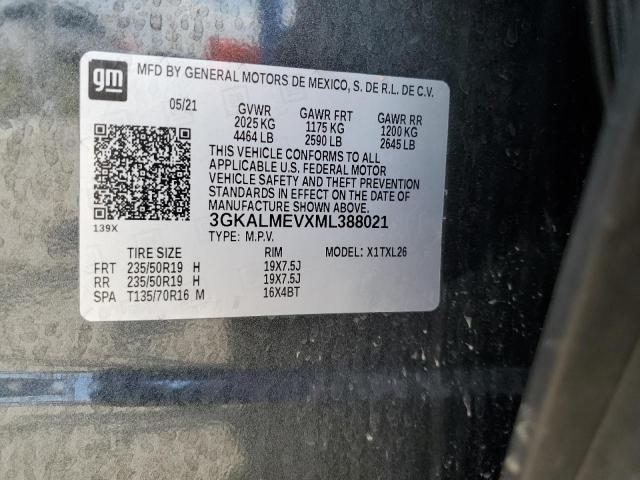 gm
MFD BY GENERAL MOTORS DE MEXICO, S. DE R.L. DE C.V.
05/21 GVWR GAWR FRT GAWR RR
2025 KG 1175 KG 1200 KG
4464 LB 2590 LB 2645 LB
THIS VEHICLE CONFORMS TO ALL
APPLICABLE U.S. FEDERAL MOTOR
VEHICLE SAFETY AND THEFT PREVENTION
STANDARDS IN EFFECT ON THE DATE OF
MANUFACTURE SHOWN ABOVE.
3GKALMEVXML388021
139X
TYPE: M.P.V.
TIRE SIZE RIM MODEL: X1TXL26
FRT 235/50R19 H 19X7.5J
RR 235/50R19 H 19X7.5J
SPA T135/70R16 M 16X4BT